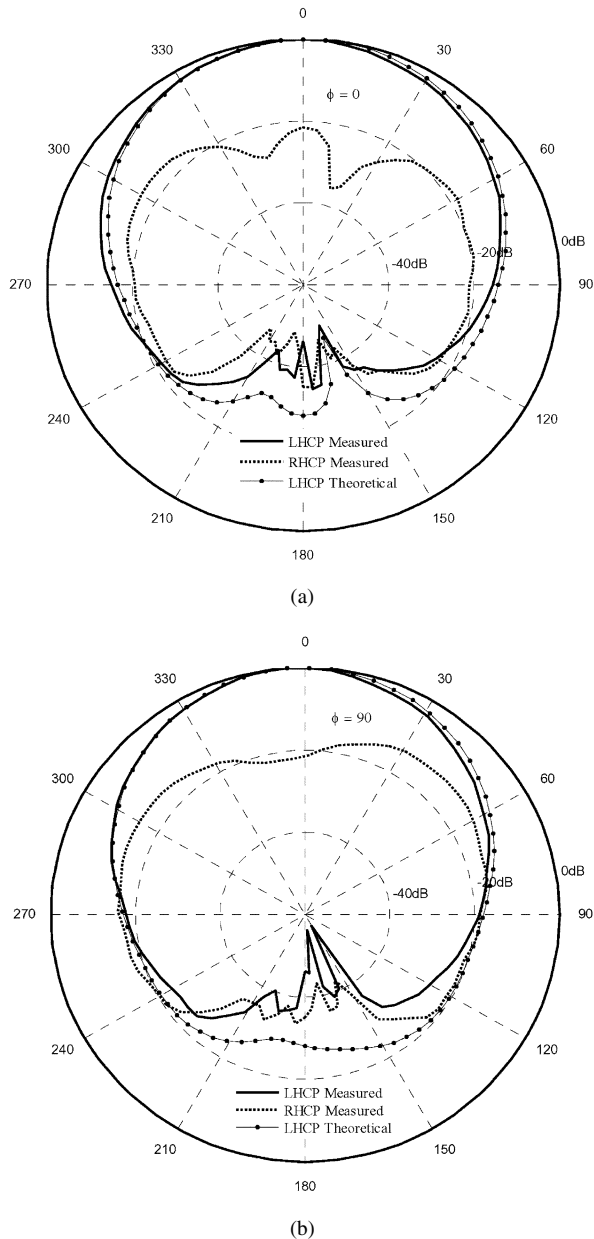 0
330
30
ϕ = 0
300
60
0dB
-20dB
-40dB
270
90
240
120
LHCP Measured
RHCP Measured
LHCP Theoretical
210
150
180
(a)
0
330
30
ϕ = 90
300
60
0dB
-20dB
-40dB
270
90
240
120
LHCP Measured
RHCP Measured
LHCP Theoretical
210
150
180
(b)